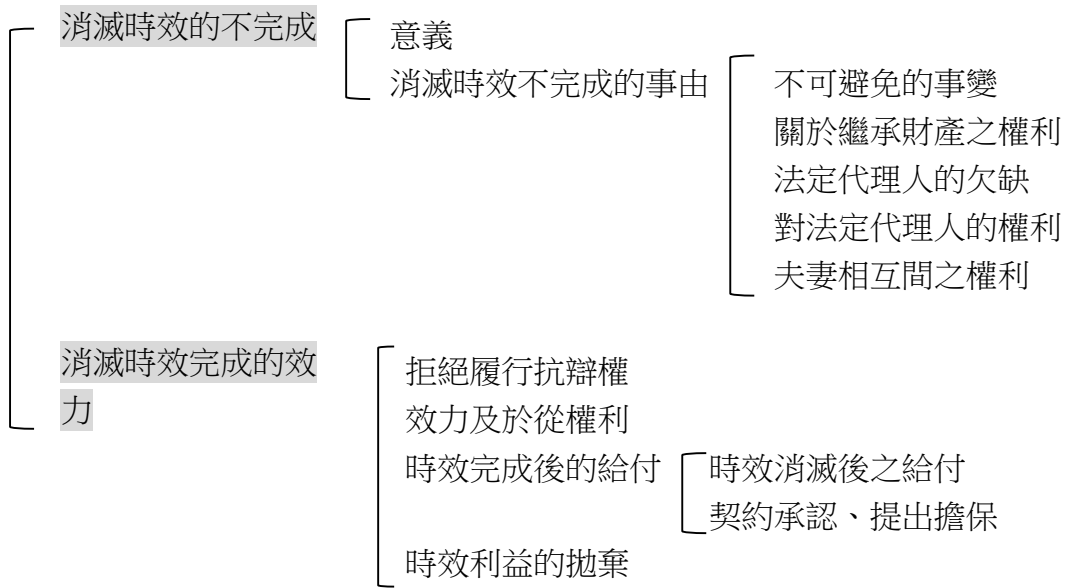 消滅時效的不完成
意義
消滅時效不完成的事由
不可避免的事變
關於繼承財產之權利
法定代理人的欠缺
對法定代理人的權利
夫妻相互間之權利
消滅時效完成的效
力
拒絕履行抗辯權
效力及於從權利
時效完成後的給付
時效消滅後之給付
契約承認、提出擔保
時效利益的拋棄